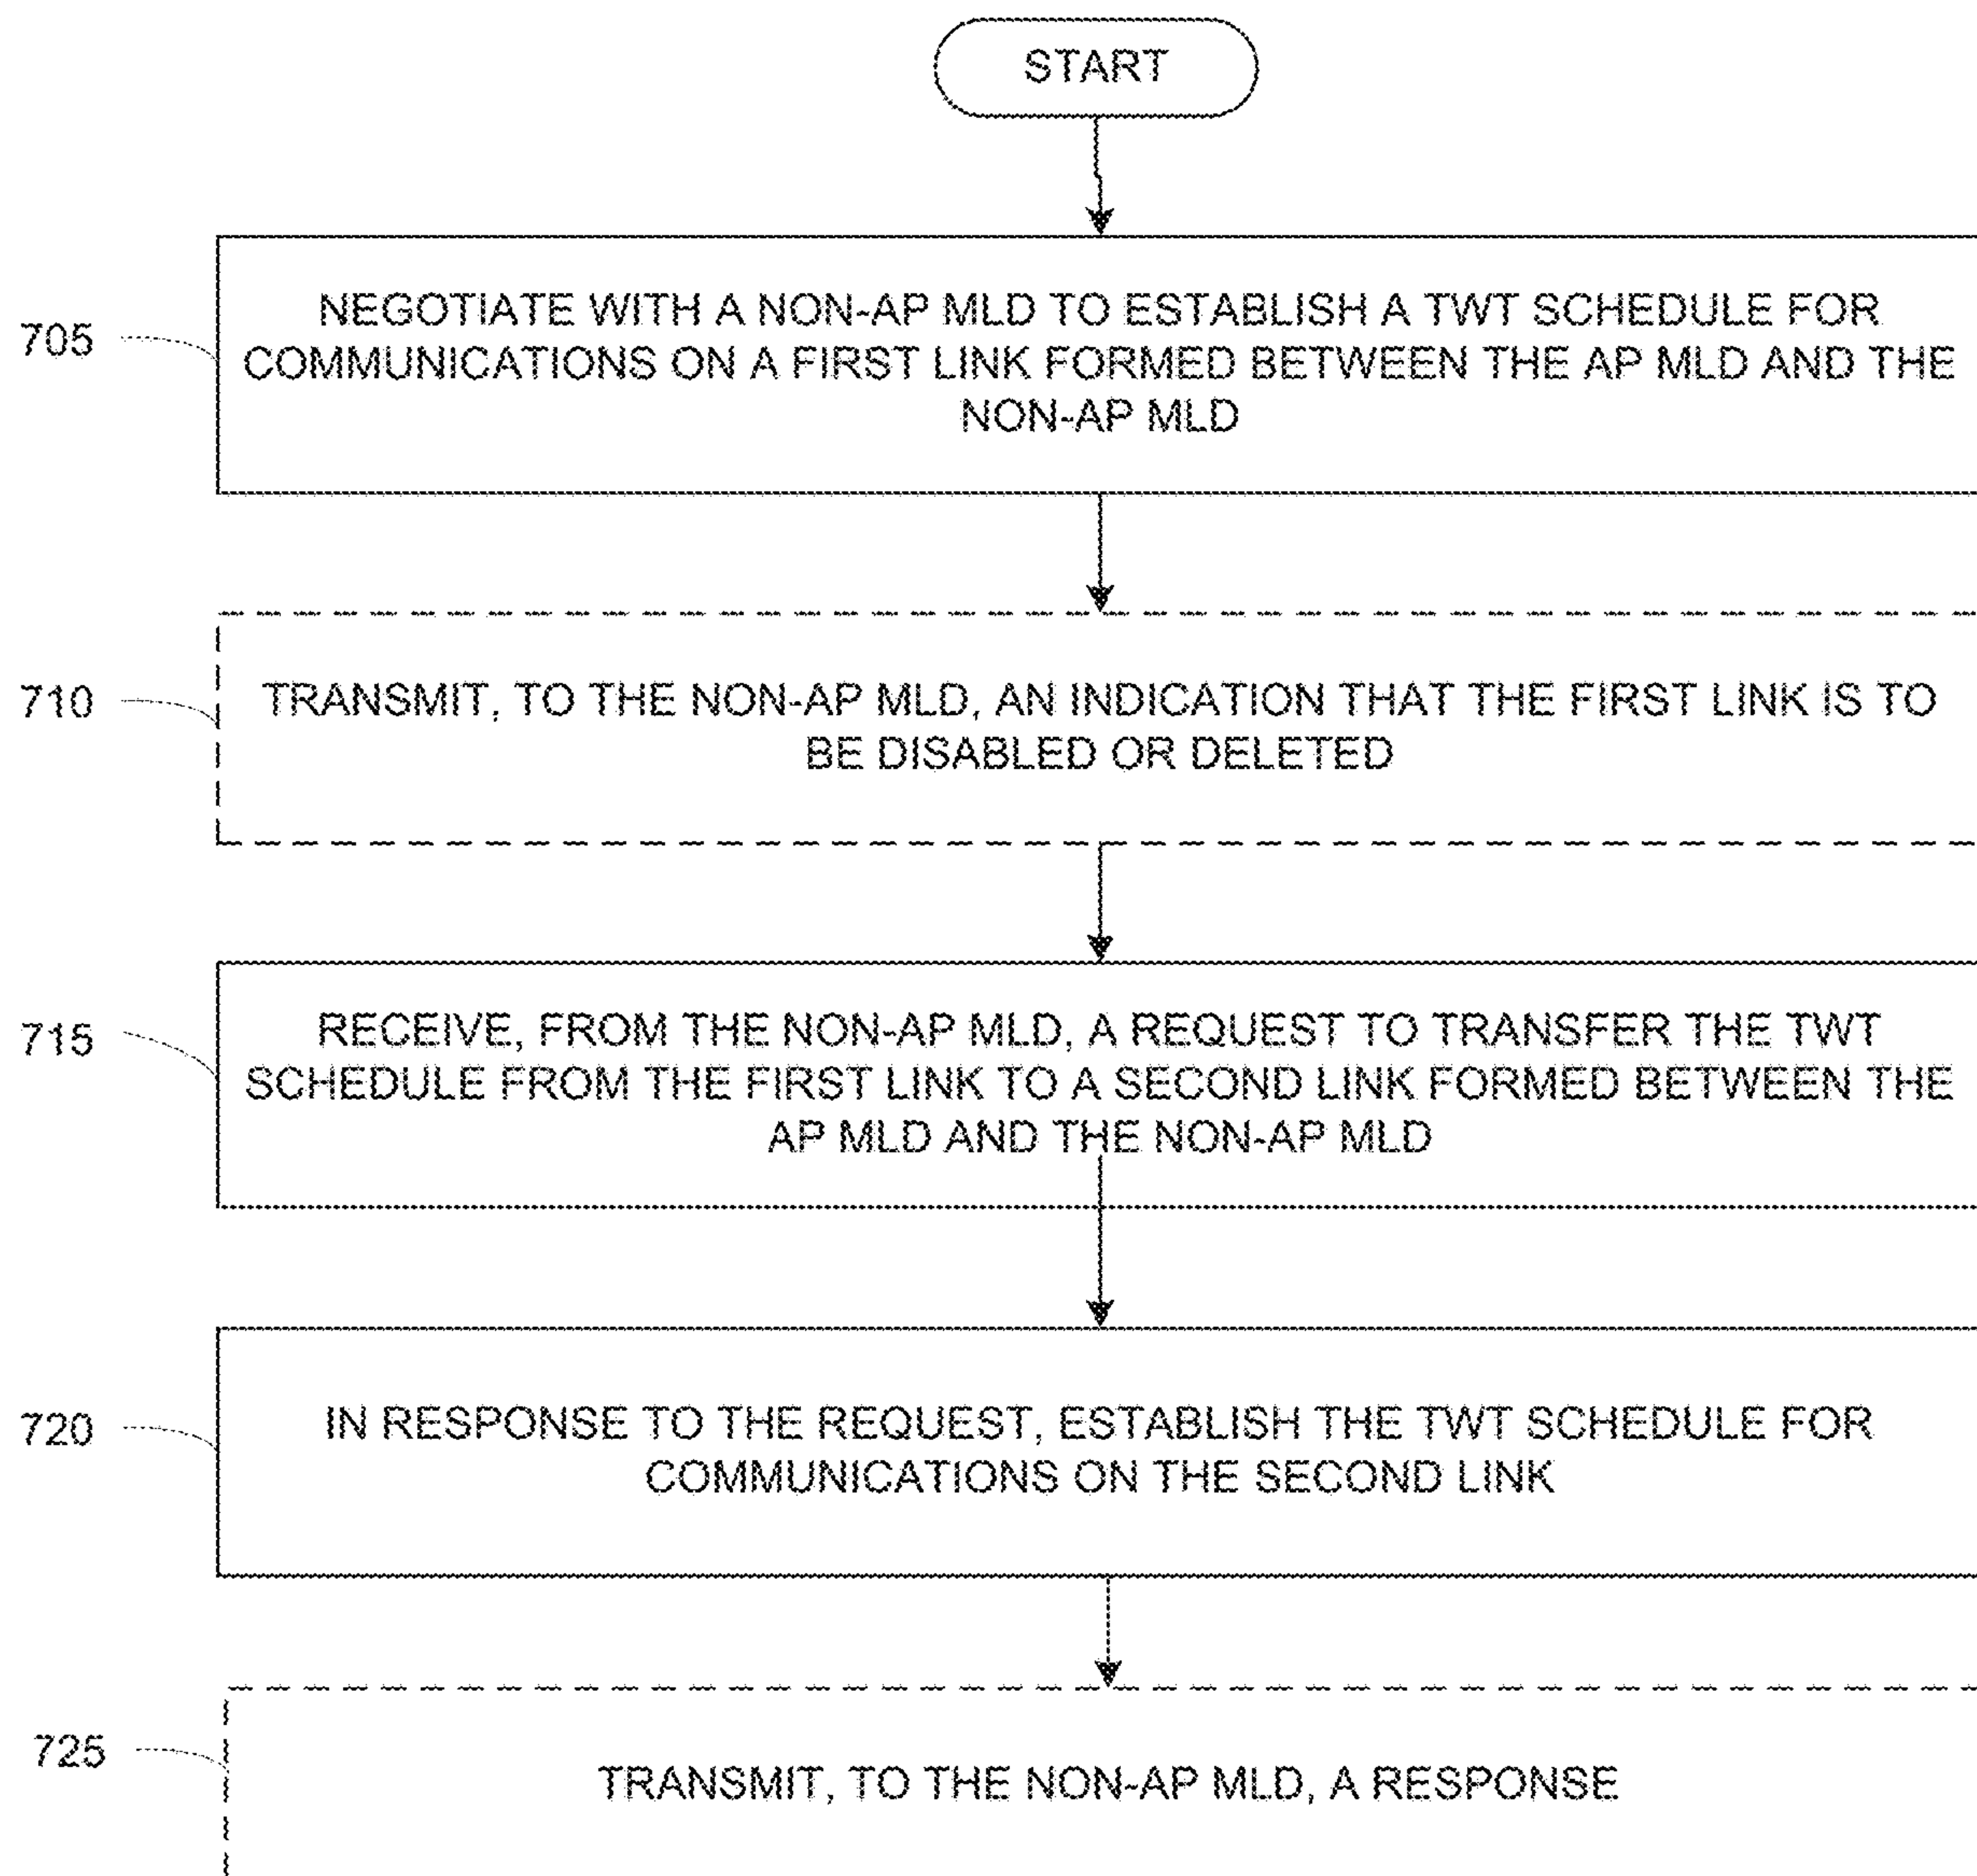 START
705
NEGOTIATE WITH A NON-AP MLD TO ESTABLISH A TWT SCHEDULE FOR
COMMUNICATIONS ON A FIRST LINK FORMED BETWEEN THE AP MLD AND THE
NON-AP MLD
710
TRANSMIT, TO THE NON-AP MLD, AN INDICATION THAT THE FIRST LINK IS TO
BE DISABLED OR DELETED
715
RECEIVE, FROM THE NON-AP MLD, A REQUEST TO TRANSFER THE TWT
SCHEDULE FROM THE FIRST LINK TO A SECOND LINK FORMED BETWEEN THE
AP MLD AND THE NON-AP MLD
720
IN RESPONSE TO THE REQUEST, ESTABLISH THE TWT SCHEDULE FOR
COMMUNICATIONS ON THE SECOND LINK
725
TRANSMIT, TO THE NON-AP MLD, A RESPONSE